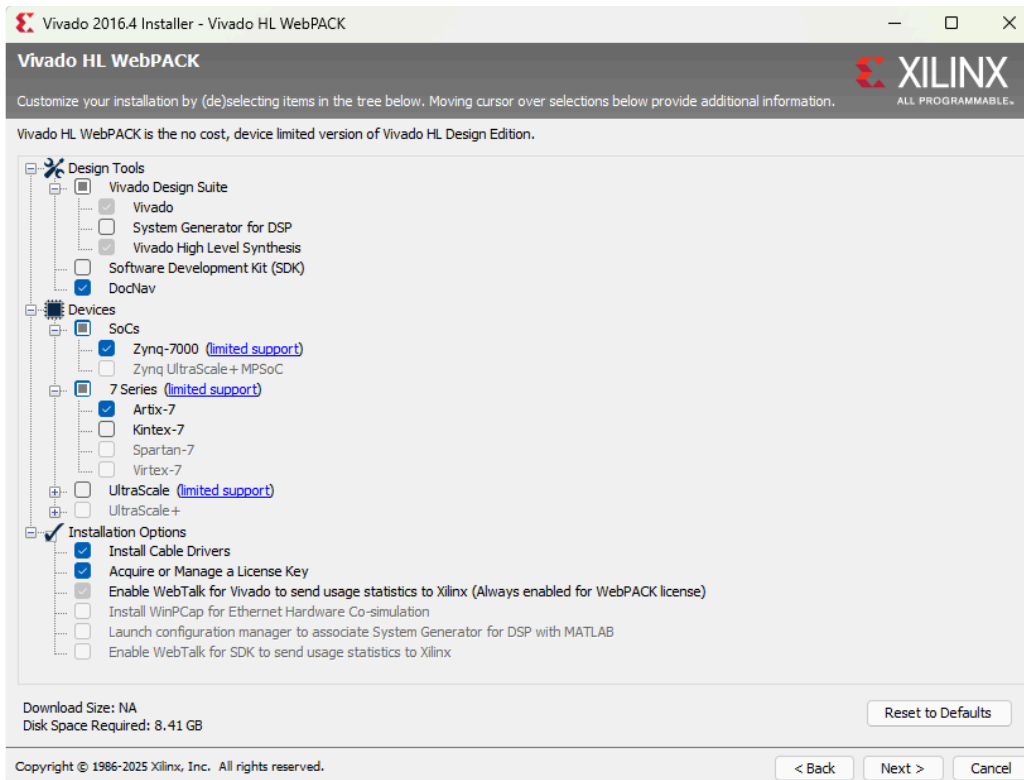 Vivado 2016.4 Installer - Vivado HL WebPACK
Vivado HL WebPACK
XILINX
ALL PROGRAMMABLE™
Customize your installation by (de)selecting items in the tree below. Moving cursor over selections below provide additional information.
Vivado HL WebPACK is the no cost, device limited version of Vivado HL Design Edition.
Design Tools
Vivado Design Suite
Vivado
System Generator for DSP
Vivado High Level Synthesis
Software Development Kit (SDK)
DocNav
Devices
SoCs
Zynq-7000 (limited support)
Zynq UltraScale+ MPSoC
7 Series (limited support)
Artix-7
Kintex-7
Spartan-7
Virtex-7
UltraScale (limited support)
UltraScale+
Installation Options
Install Cable Drivers
Acquire or Manage a License Key
Enable WebTalk for Vivado to send usage statistics to Xilinx (Always enabled for WebPACK license)
Install WinPCap for Ethernet Hardware Co-simulation
Launch configuration manager to associate System Generator for DSP with MATLAB
Enable WebTalk for SDK to send usage statistics to Xilinx
Download Size: NA
Disk Space Required: 8.41 GB
Reset to Defaults
Copyright © 1986-2025 Xilinx, Inc. All rights reserved.
< Back
Next >
Cancel